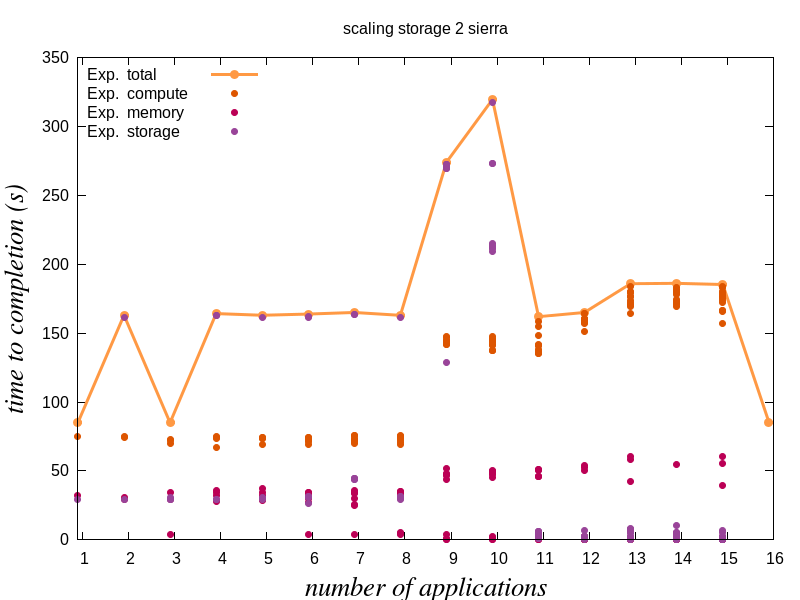 scaling storage 2 sierra
350
300
250
200
150
100
50
0
Exp. total
Exp. compute
Exp. memory
Exp. storage
time to completion (s)
1 2 3 4 5 6 7 8 9 10 11 12 13 14 15 16
number of applications